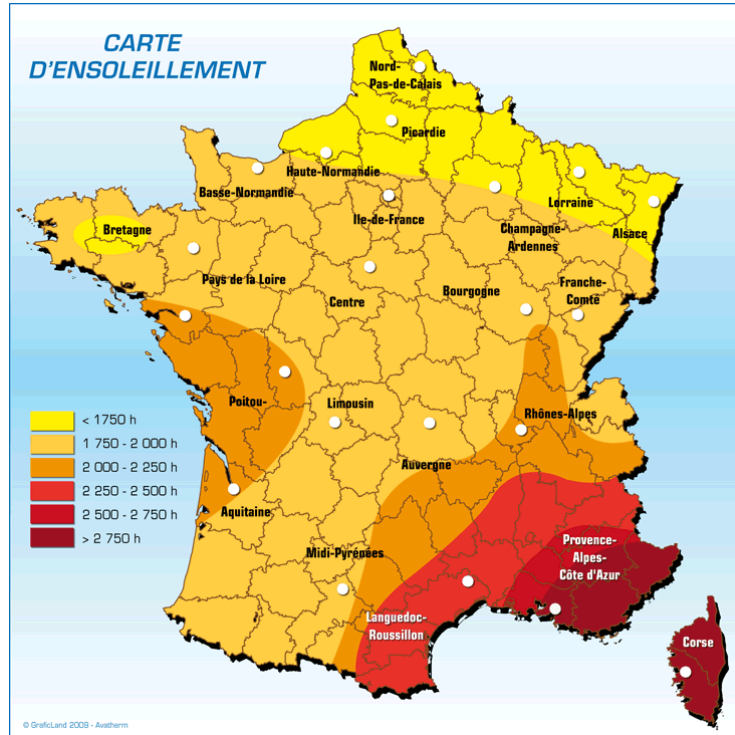 CARTE
D'ENSOLEILLEMENT
Nord-
Pas-de-Calais
Picardie
Haute-Normandie
Basse-Normandie
Ile-de-France
Lorraine
Champagne-
Ardennes
Alsace
Bretagne
Pays de la Loire
Centre
Bourgogne
Franche-
Comté
Poitou-
Limousin
Rhônes-Alpes
Auvergne
Aquitaine
Midi-Pyrénées
Provence-
Alpes-
Côte d'Azur
Languedoc-
Roussillon
Corse
< 1750 h
1 750 - 2 000 h
2 000 - 2 250 h
2 250 - 2 500 h
2 500 - 2 750 h
> 2 750 h
© GraficLand 2009 - Avatherm